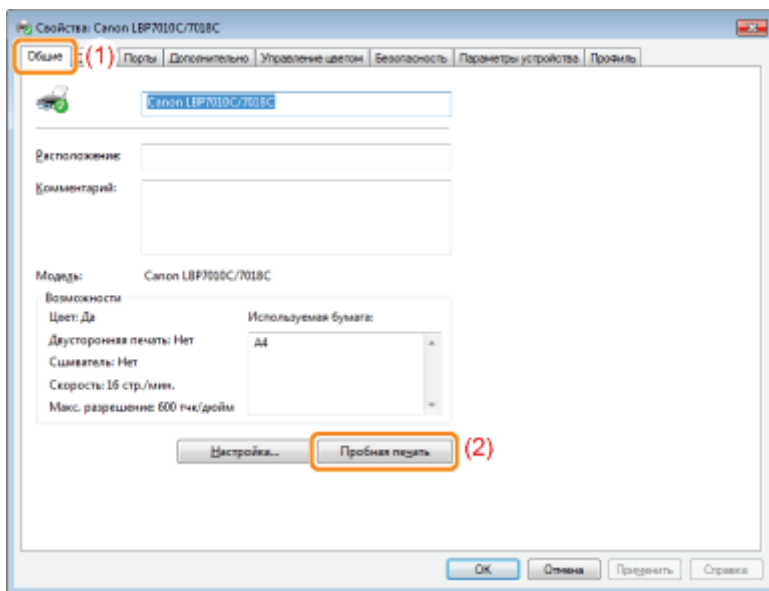 Свойства: Canon LBP7010C/7018C
Общие (1) Порты Дополнительно Управление цветом Безопасность Параметры устройства Профиль
Canon LBP7010C/7018C
Расположение:
Комментарий:
Модель: Canon LBP7010C/7018C
Возможности
Цвет: Да Используемая бумага:
Двусторонняя печать: Нет A4
Сшиватель: Нет
Скорость: 16 стр./мин.
Макс. разрешение: 600 тчк/дюйм
Настройка... Пробная печать (2)
OK Отмена Применить Справка